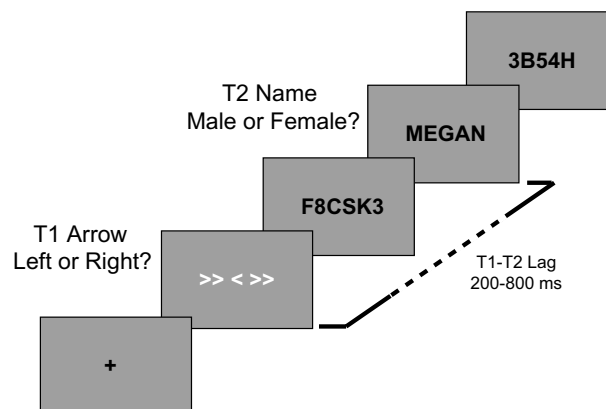 3B54H
T2 Name
Male or Female?
MEGAN
F8CSK3
T1 Arrow
Left or Right?
>> < >>
T1-T2 Lag
200-800 ms
+